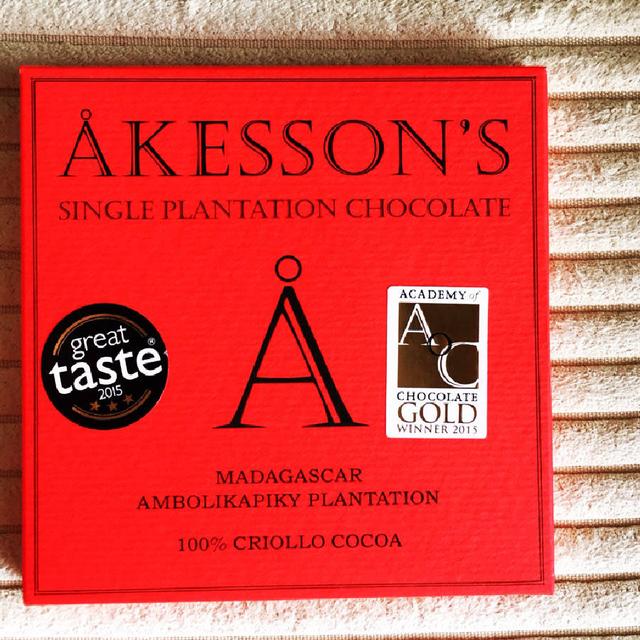 ÅKESSON'S
SINGLE PLANTATION CHOCOLATE
Å
great
taste®
2015
ACADEMY of
A
O
C
CHOCOLATE
GOLD
WINNER 2015
MADAGASCAR
AMBOLIKAPIKY PLANTATION
100% CRIOLLO COCOA